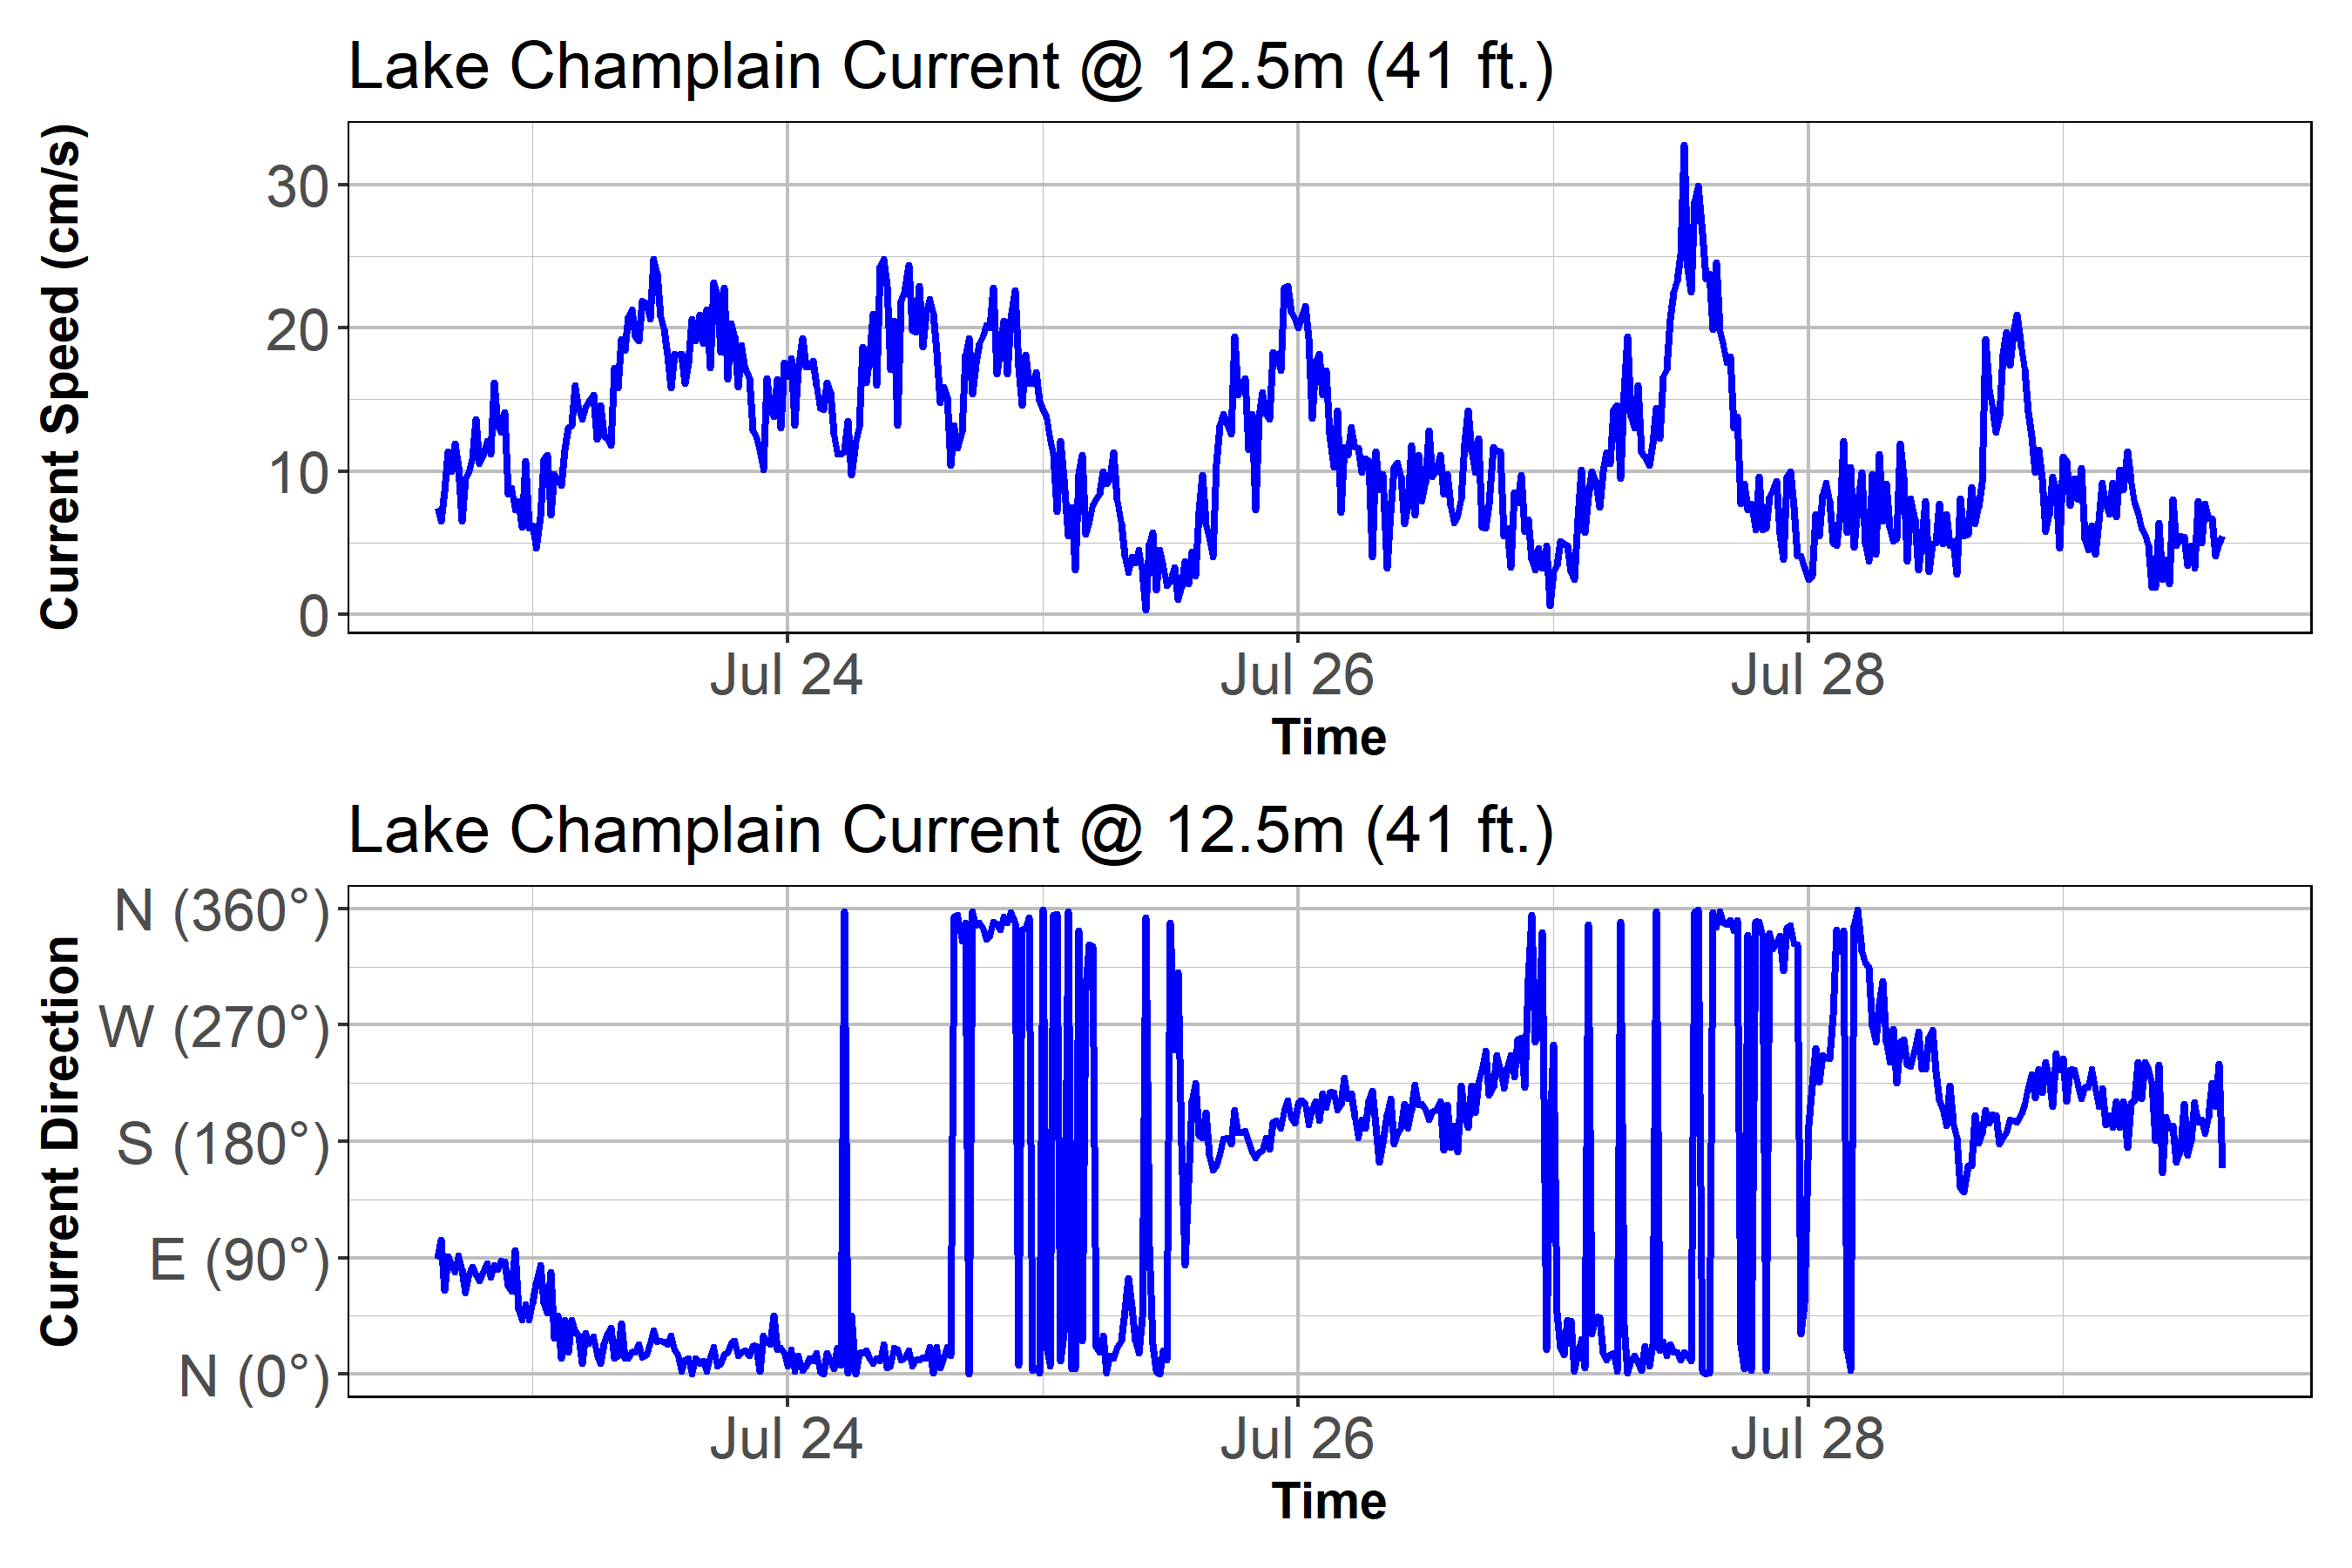 Lake Champlain Current @ 12.5m (41 ft.)
Current Speed (cm/s)
30
20
10
0
Jul 24 Jul 26 Jul 28
Time
Lake Champlain Current @ 12.5m (41 ft.)
Current Direction
N (360°)
W (270°)
S (180°)
E (90°)
N (0°)
Jul 24 Jul 26 Jul 28
Time